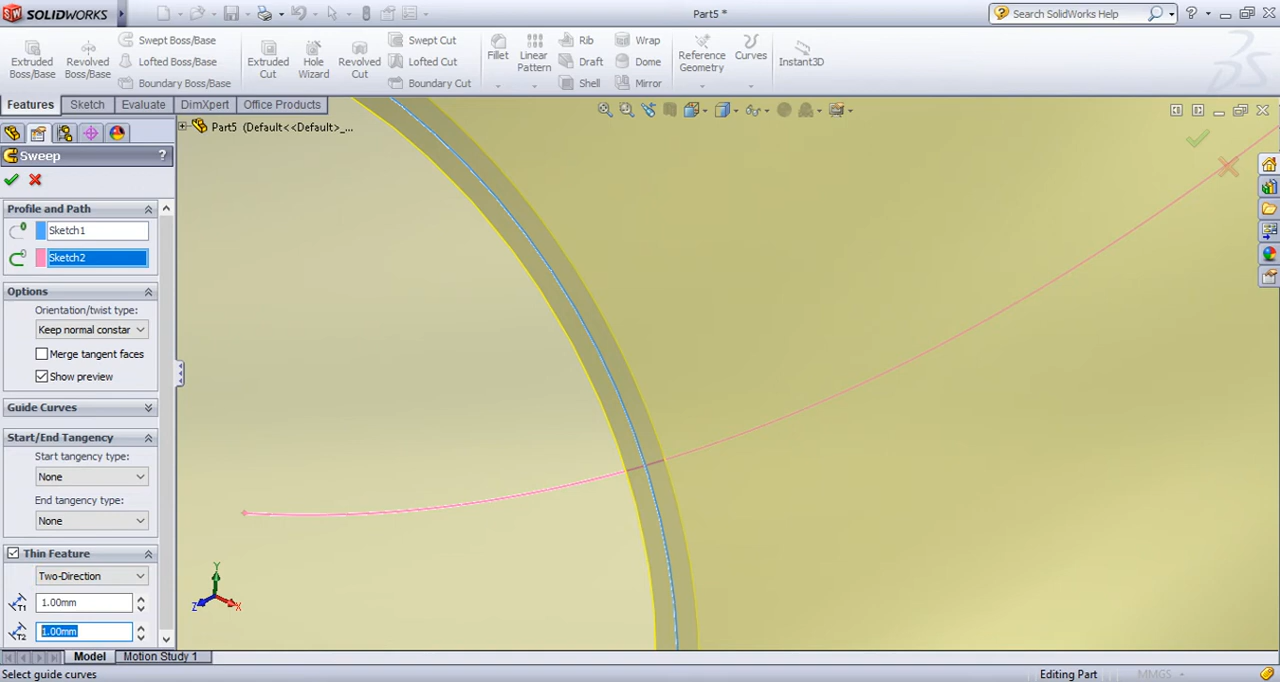 SOLIDWORKS
Part5 *
Search SolidWorks Help
Extruded Boss/Base
Revolved Boss/Base
Swept Boss/Base
Lofted Boss/Base
Boundary Boss/Base
Extruded Cut
Hole Wizard
Revolved Cut
Swept Cut
Lofted Cut
Boundary Cut
Fillet
Linear Pattern
Rib
Draft
Shell
Wrap
Dome
Mirror
Reference Geometry
Curves
Instant3D
Features
Sketch
Evaluate
DimXpert
Office Products
Part5 (Default<<Default>_...
Sweep
?
Profile and Path
Sketch1
Sketch2
Options
Orientation/twist type:
Keep normal constar
Merge tangent faces
Show preview
Guide Curves
Start/End Tangency
Start tangency type:
None
End tangency type:
None
Thin Feature
Two-Direction
T1
1.00mm
T2
1.00mm
Y
Z
X
Model
Motion Study 1
Select guide curves
Editing Part
MMGS